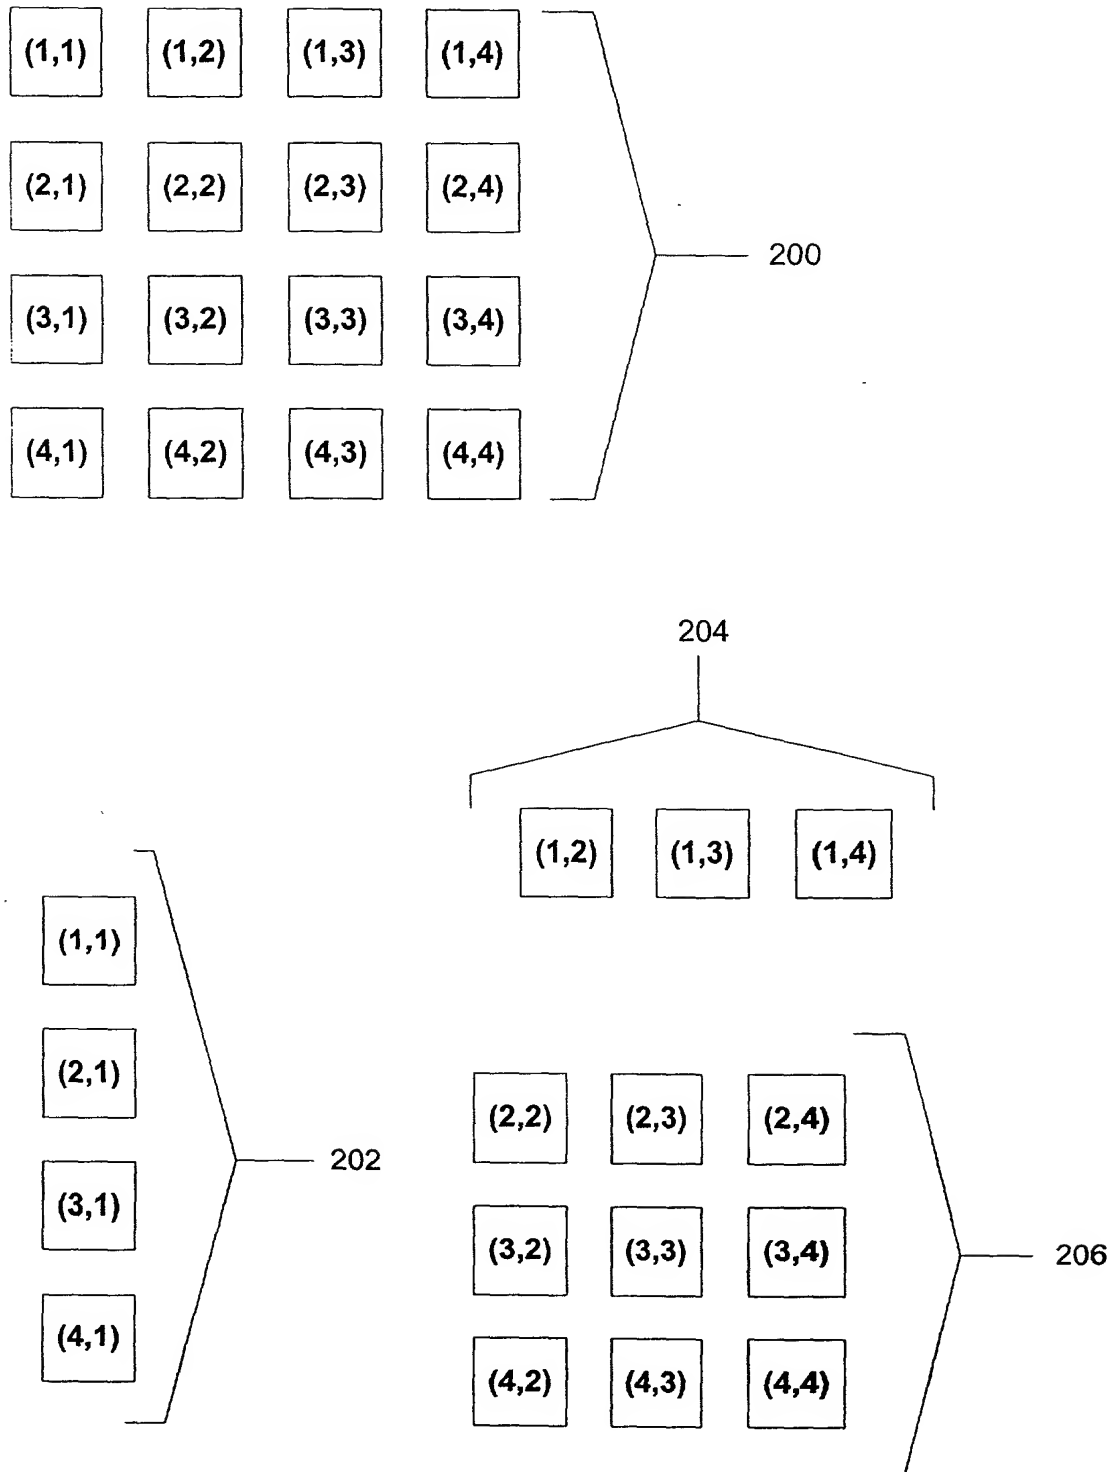 (1,1) (1,2) (1,3) (1,4)
(2,1) (2,2) (2,3) (2,4)
200
(3,1) (3,2) (3,3) (3,4)
(4,1) (4,2) (4,3) (4,4)
204
(1,2) (1,3) (1,4)
(1,1)
(2,1)
(3,1)
(4,1)
202
(2,2) (2,3) (2,4)
(3,2) (3,3) (3,4)
(4,2) (4,3) (4,4)
206